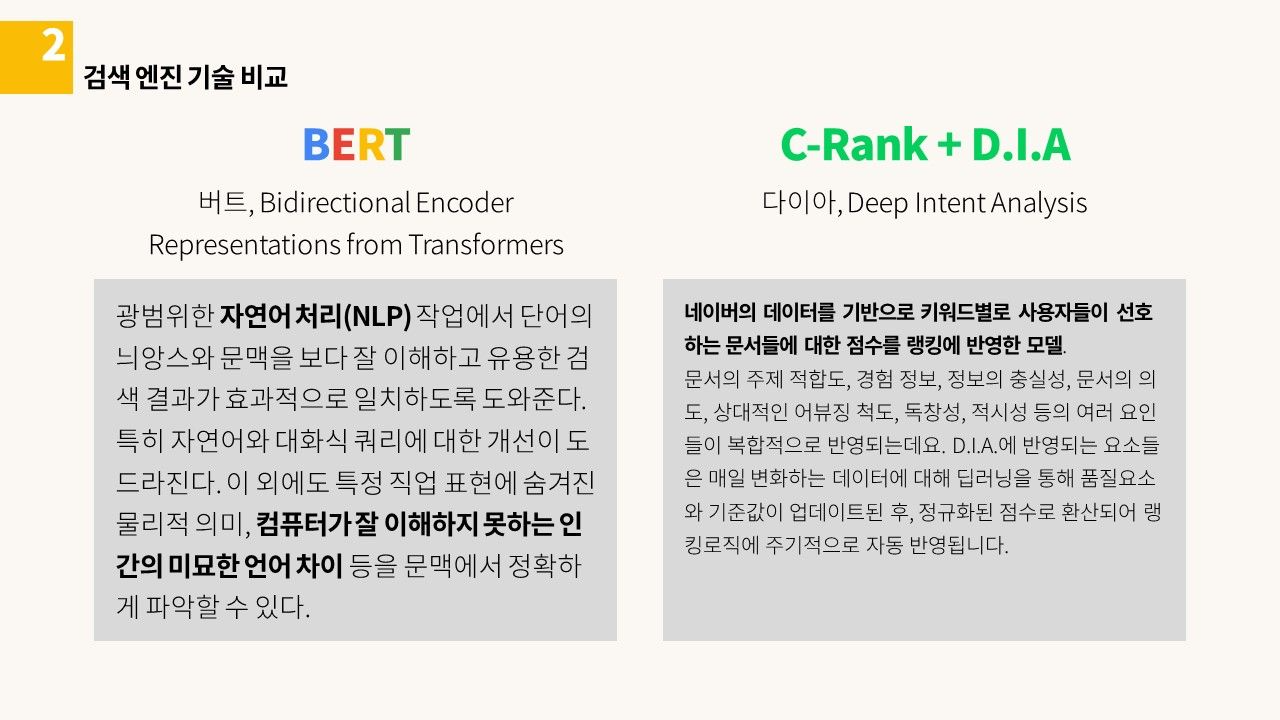 2
검색 엔진 기술 비교
BERT
버트, Bidirectional Encoder
Representations from Transformers
광범위한 자연어 처리(NLP) 작업에서 단어의
늬앙스와 문맥을 보다 잘 이해하고 유용한 검
색 결과가 효과적으로 일치하도록 도와준다.
특히 자연어와 대화식 쿼리에 대한 개선이 도
드라진다. 이 외에도 특정 직업 표현에 숨겨진
물리적 의미, 컴퓨터가 잘 이해하지 못하는 인
간의 미묘한 언어 차이 등을 문맥에서 정확하
게 파악할 수 있다.
C-Rank + D.I.A
다이아, Deep Intent Analysis
네이버의 데이터를 기반으로 키워드별로 사용자들이 선호
하는 문서들에 대한 점수를 랭킹에 반영한 모델.
문서의 주제 적합도, 경험 정보, 정보의 충실성, 문서의 의
도, 상대적인 어뷰징 척도, 독창성, 적시성 등의 여러 요인
들이 복합적으로 반영되는데요. D.I.A.에 반영되는 요소들
은 매일 변화하는 데이터에 대해 딥러닝을 통해 품질요소
와 기준값이 업데이트된 후, 정규화된 점수로 환산되어 랭
킹로직에 주기적으로 자동 반영됩니다.